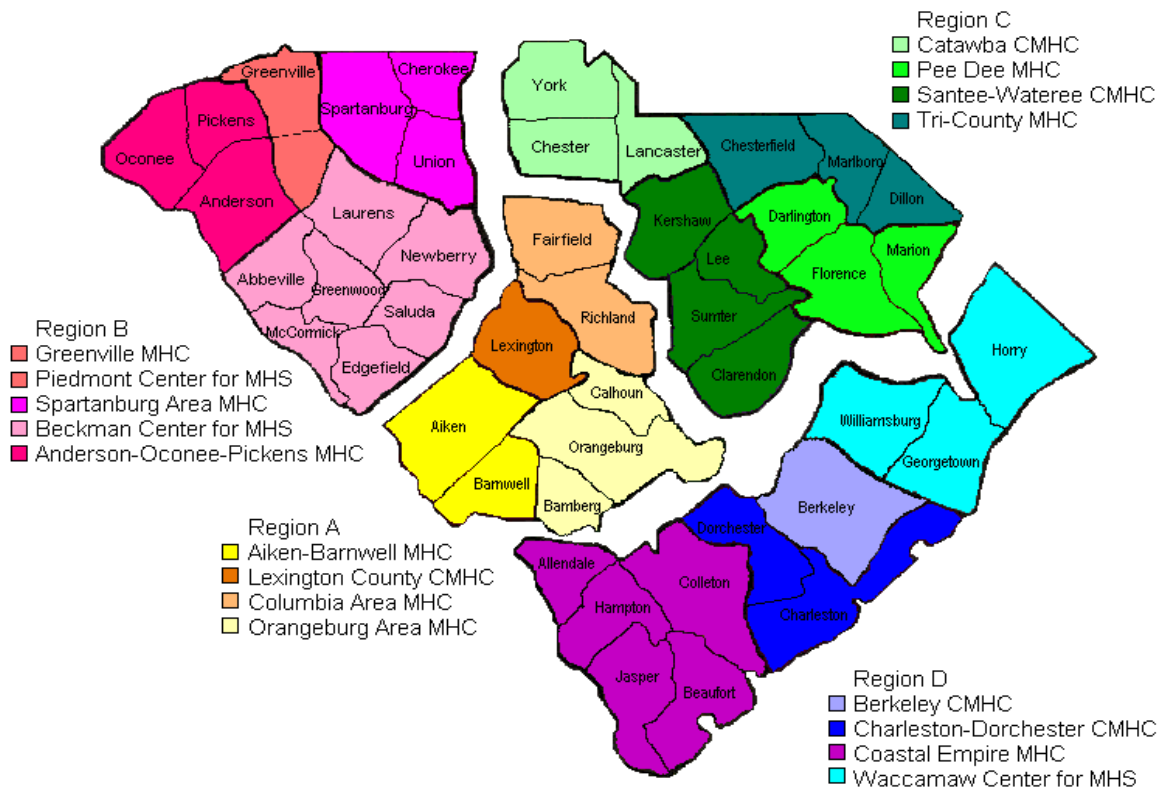 Region C
Catawba CMHC
Pee Dee MHC
Santee-Wateree CMHC
Tri-County MHC
Greenville
Cherokee
Spartanburg
Pickens
Oconee
Union
Anderson
York
Chester
Lancaster
Chesterfield
Marlboro
Dillon
Laurens
Newberry
Abbeville
Greenwood
Saluda
McCormick
Edgefield
Fairfield
Richland
Lexington
Kershaw
Lee
Sumter
Clarendon
Darlington
Marion
Florence
Region B
Greenville MHC
Piedmont Center for MHS
Spartanburg Area MHC
Beckman Center for MHS
Anderson-Oconee-Pickens MHC
Calhoun
Aiken
Orangeburg
Barnwell
Bamberg
Horry
Williamsburg
Georgetown
Berkeley
Dorchester
Charleston
Region A
Aiken-Barnwell MHC
Lexington County CMHC
Columbia Area MHC
Orangeburg Area MHC
Allendale
Colleton
Hampton
Jasper
Beaufort
Region D
Berkeley CMHC
Charleston-Dorchester CMHC
Coastal Empire MHC
Waccamaw Center for MHS